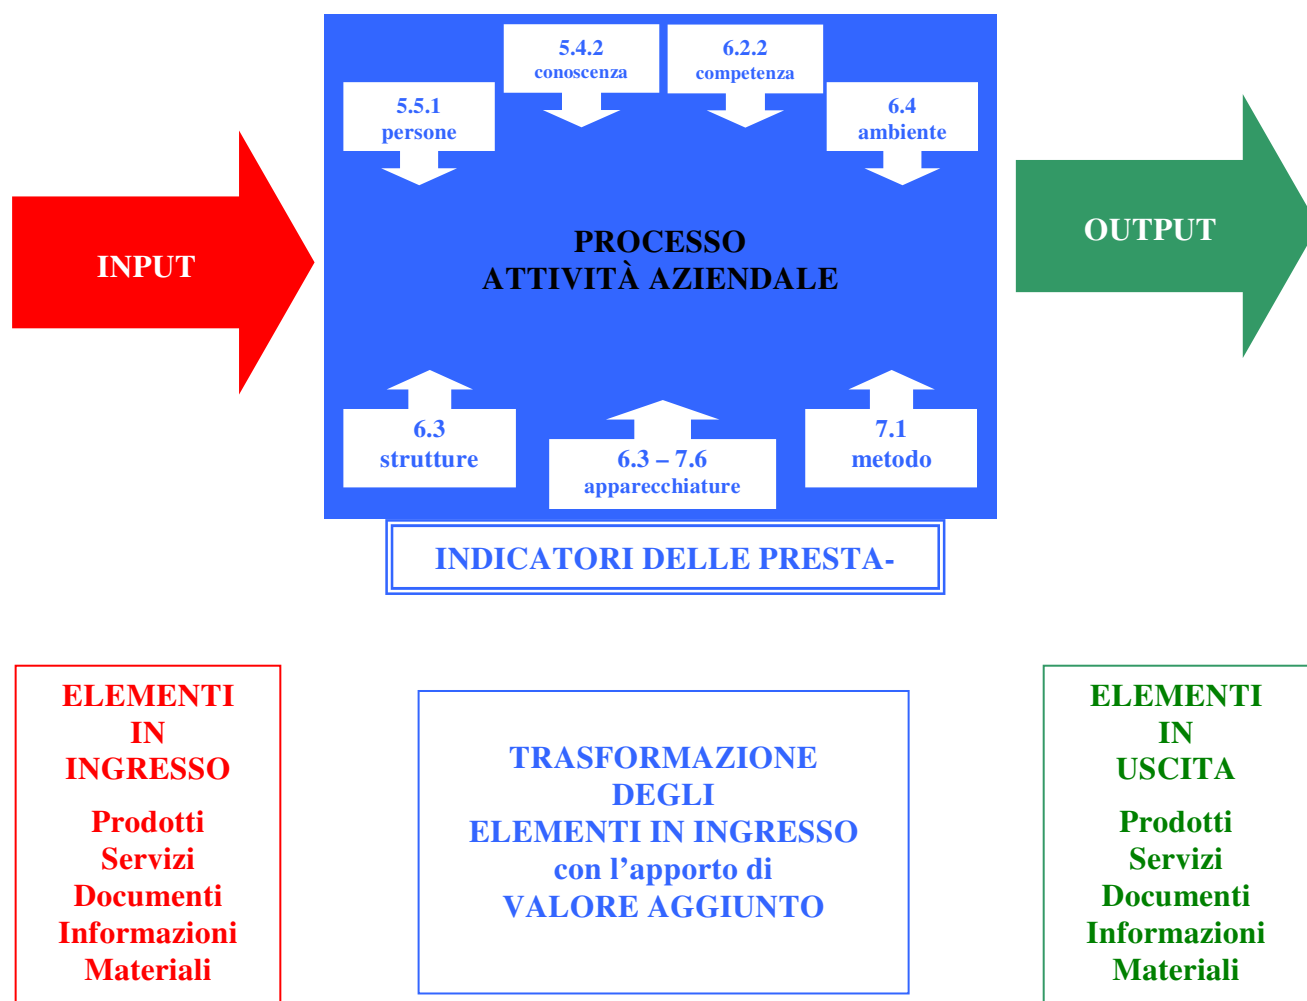 5.4.2
conoscenza
6.2.2
competenza
5.5.1
persone
6.4
ambiente
INPUT
PROCESSO
ATTIVITÀ AZIENDALE
OUTPUT
6.3
strutture
6.3 – 7.6
apparecchiature
7.1
metodo
INDICATORI DELLE PRESTA-
ELEMENTI
IN
INGRESSO
Prodotti
Servizi
Documenti
Informazioni
Materiali
TRASFORMAZIONE
DEGLI
ELEMENTI IN INGRESSO
con l’apporto di
VALORE AGGIUNTO
ELEMENTI
IN
USCITA
Prodotti
Servizi
Documenti
Informazioni
Materiali